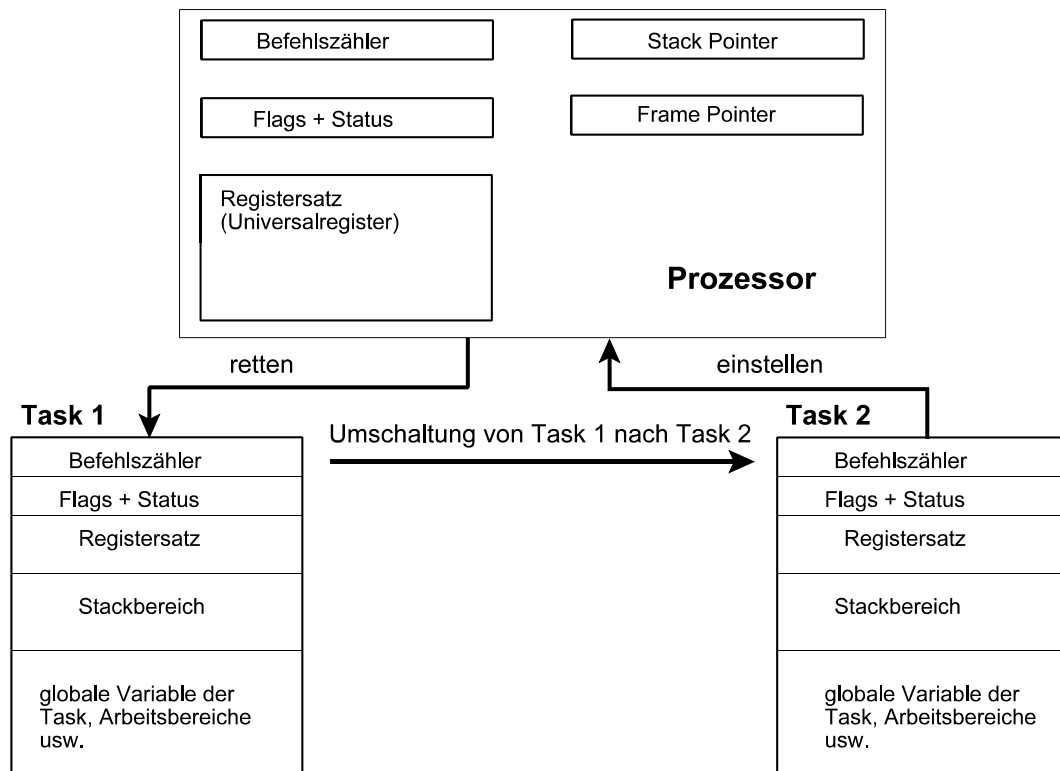 Befehlszähler
Stack Pointer
Flags + Status
Frame Pointer
Registersatz
(Universalregister)
Prozessor
retten
einstellen
Task 1
Umschaltung von Task 1 nach Task 2
Task 2
Befehlszähler
Flags + Status
Registersatz
Stackbereich
globale Variable der
Task, Arbeitsbereiche
usw.
Befehlszähler
Flags + Status
Registersatz
Stackbereich
globale Variable der
Task, Arbeitsbereiche
usw.